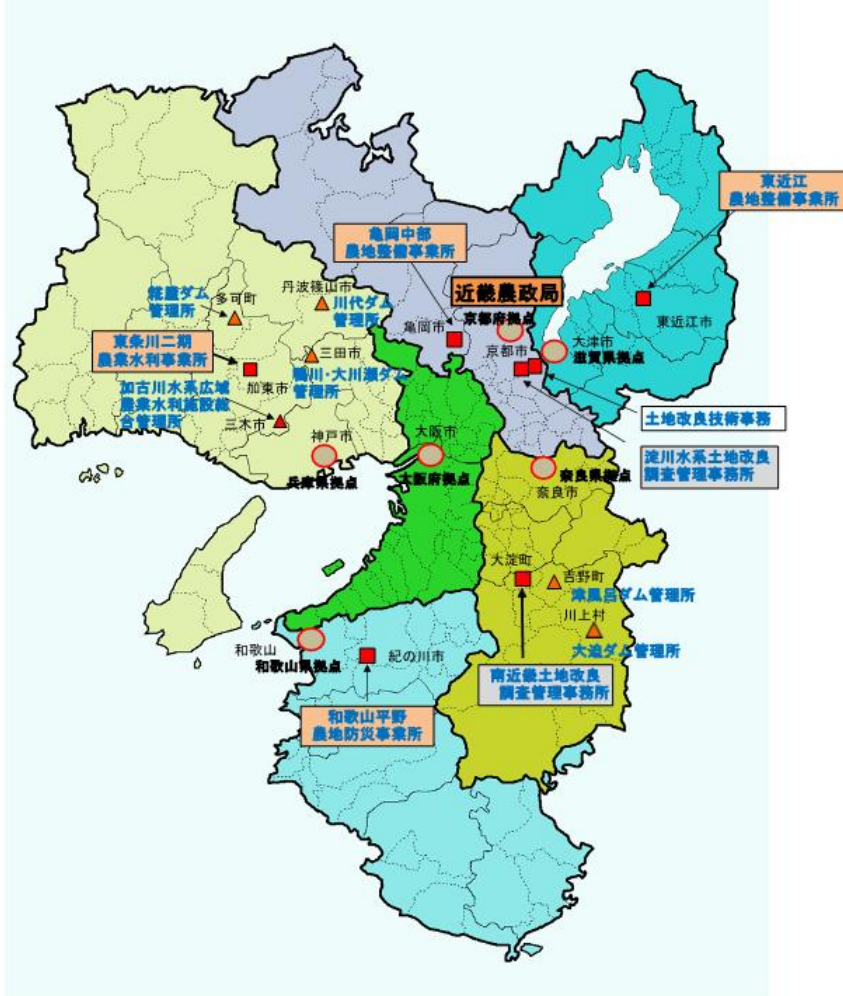 東近江
農地整備事業所
亀岡中部
農地整備事業所
近畿農政局
京都府拠点
丹波篠山市
糀屋ダム
管理所
多可町
川代ダム
管理所
亀岡市
京都市
大津市
滋賀県拠点
東近江市
東条川二期
農業水利事業所
加東市
三田市
鴨川・大川瀬ダム
管理所
加古川水系広域
農業水利施設総
合管理所
三木市
神戸市
兵庫県拠点
大阪市
大阪府拠点
土地改良技術事務
淀川水系土地改良
調査管理事務所
奈良県拠点
奈良市
大淀町
吉野町
津風呂ダム管理所
川上村
大迫ダム管理所
和歌山
和歌山県拠点
紀の川市
南近畿土地改良
調査管理事務所
和歌山平野
農地防災事業所